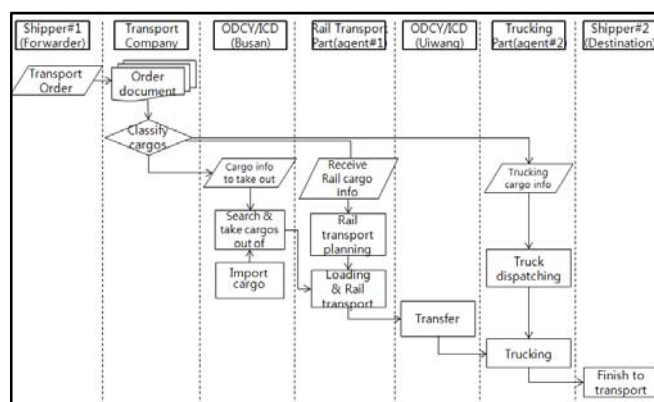 Shipper#1
(Forwarder)
Transport
Company
ODCY/ICD
(Busan)
Rail Transport
Part(agent#1)
ODCY/ICD
(Uiwang)
Trucking
Part(agent#2)
Shipper#2
(Destination)
Transport
Order
Order
document
Classify
cargos
Cargo info
to take out
Receive
Rail cargo
info
Trucking
cargo info
Search &
take cargos
out of
Rail
transport
planning
Truck
dispatching
Import
cargo
Loading
& Rail
transport
Transfer
Trucking
Finish to
transport